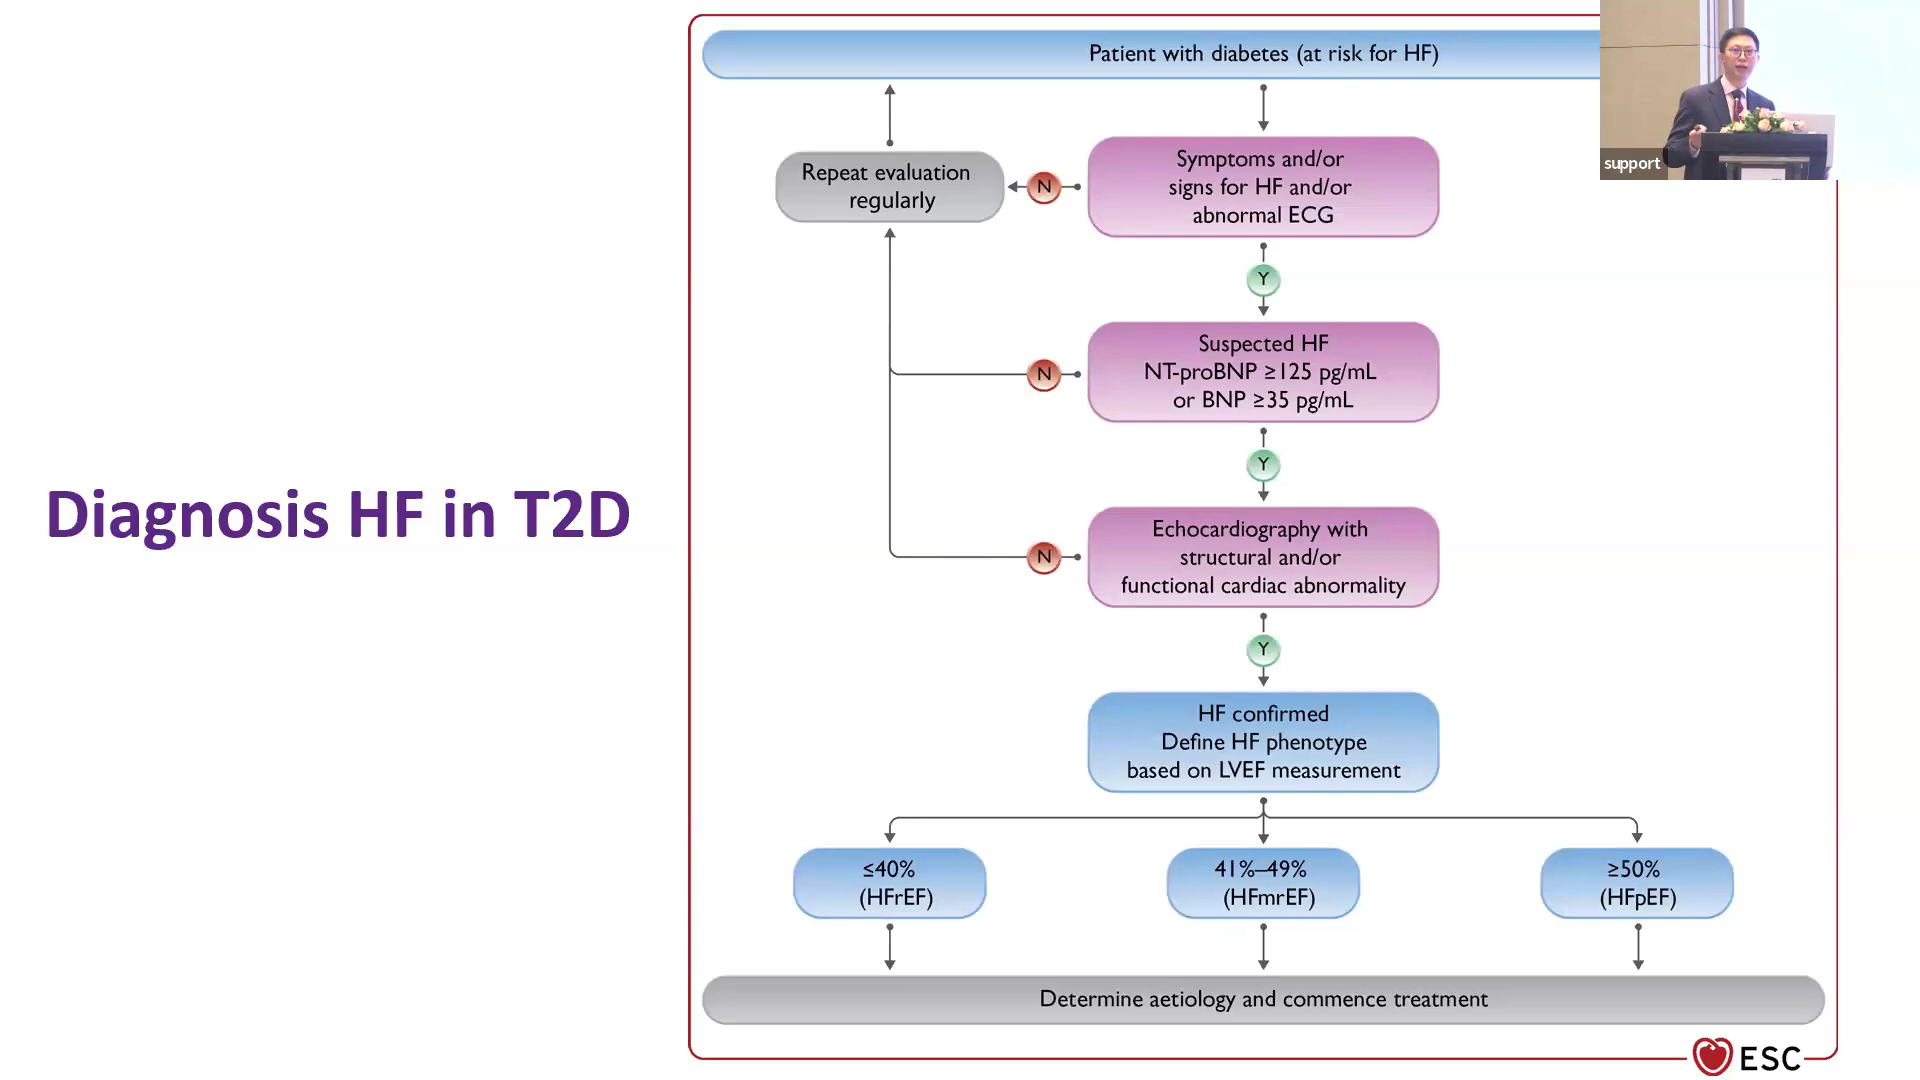 Patient with diabetes (at risk for HF)
support
Repeat evaluation
regularly
N
Symptoms and/or
signs for HF and/or
abnormal ECG
Y
Suspected HF
NT-proBNP ≥125 pg/mL
or BNP ≥35 pg/mL
N
Y
Diagnosis HF in T2D
Echocardiography with
structural and/or
functional cardiac abnormality
N
Y
HF confirmed
Define HF phenotype
based on LVEF measurement
≤40%
(HFrEF)
41%–49%
(HFmrEF)
≥50%
(HFpEF)
Determine aetiology and commence treatment
ESC